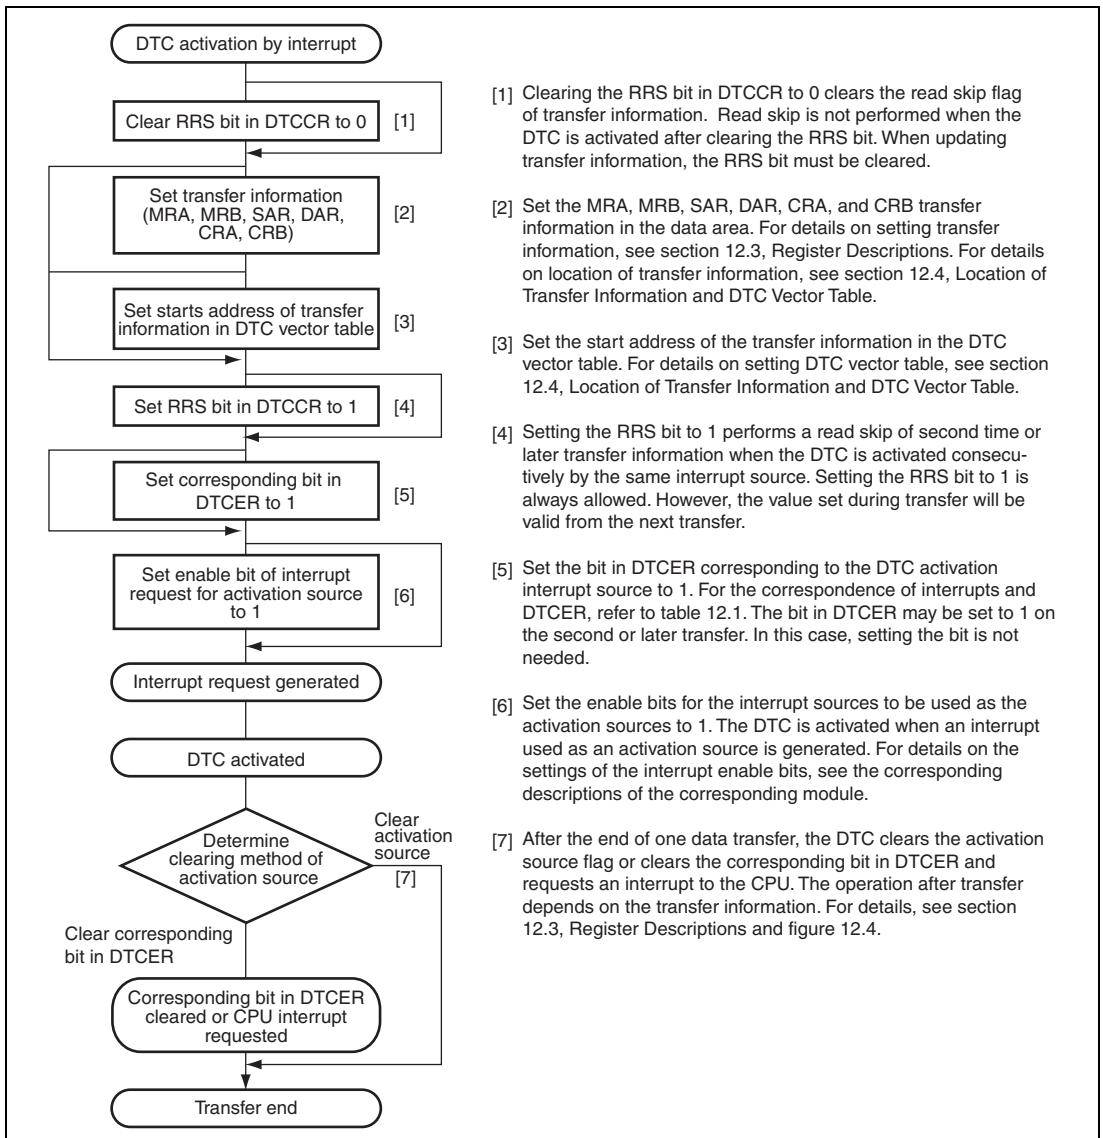 DTC activation by interrupt
Clear RRS bit in DTCCR to 0
[1]
Set transfer information
(MRA, MRB, SAR, DAR,
CRA, CRB)
[2]
Set starts address of transfer
information in DTC vector table
[3]
Set RRS bit in DTCCR to 1
[4]
Set corresponding bit in
DTCER to 1
[5]
Set enable bit of interrupt
request for activation source
to 1
[6]
Interrupt request generated
DTC activated
Determine
clearing method of
activation source
Clear
activation
source
[7]
Clear corresponding
bit in DTCER
Corresponding bit in DTCER
cleared or CPU interrupt
requested
Transfer end
[1] Clearing the RRS bit in DTCCR to 0 clears the read skip flag
of transfer information. Read skip is not performed when the
DTC is activated after clearing the RRS bit. When updating
transfer information, the RRS bit must be cleared.
[2] Set the MRA, MRB, SAR, DAR, CRA, and CRB transfer
information in the data area. For details on setting transfer
information, see section 12.3, Register Descriptions. For details
on location of transfer information, see section 12.4, Location of
Transfer Information and DTC Vector Table.
[3] Set the start address of the transfer information in the DTC
vector table. For details on setting DTC vector table, see section
12.4, Location of Transfer Information and DTC Vector Table.
[4] Setting the RRS bit to 1 performs a read skip of second time or
later transfer information when the DTC is activated consecu-
tively by the same interrupt source. Setting the RRS bit to 1 is
always allowed. However, the value set during transfer will be
valid from the next transfer.
[5] Set the bit in DTCER corresponding to the DTC activation
interrupt source to 1. For the correspondence of interrupts and
DTCER, refer to table 12.1. The bit in DTCER may be set to 1 on
the second or later transfer. In this case, setting the bit is not
needed.
[6] Set the enable bits for the interrupt sources to be used as the
activation sources to 1. The DTC is activated when an interrupt
used as an activation source is generated. For details on the
settings of the interrupt enable bits, see the corresponding
descriptions of the corresponding module.
[7] After the end of one data transfer, the DTC clears the activation
source flag or clears the corresponding bit in DTCER and
requests an interrupt to the CPU. The operation after transfer
depends on the transfer information. For details, see section
12.3, Register Descriptions and figure 12.4.